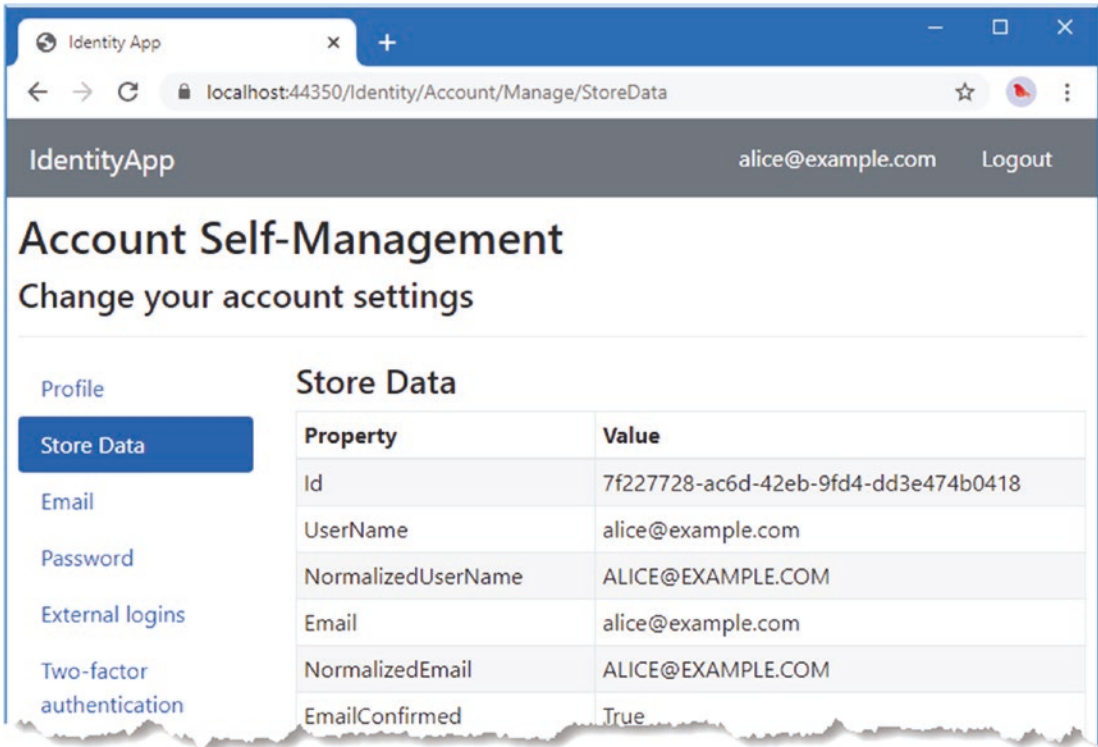 Identity App
localhost:44350/Identity/Account/Manage/StoreData
IdentityApp alice@example.com Logout
Account Self-Management
Change your account settings
Profile
Store Data
Email
Password
External logins
Two-factor
authentication
Store Data
Property Value
Id 7f227728-ac6d-42eb-9fd4-dd3e474b0418
UserName alice@example.com
NormalizedUserName ALICE@EXAMPLE.COM
Email alice@example.com
NormalizedEmail ALICE@EXAMPLE.COM
EmailConfirmed True